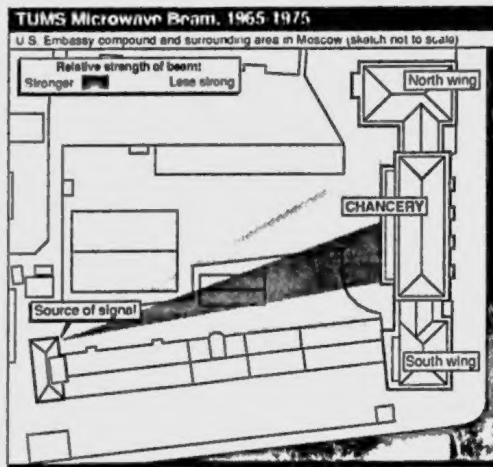 TUMS Microwave Beam, 1965-1975
U.S. Embassy compound and surrounding area in Moscow (sketch not to scale)
Relative strength of beam:
Stronger Less strong
North wing
CHANCERY
Source of signal
South wing